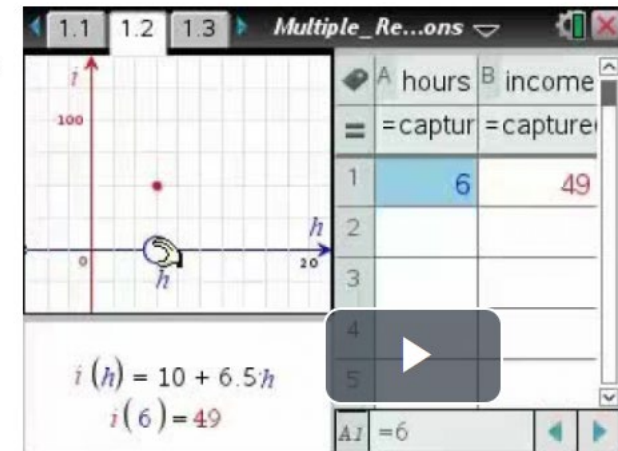 1.1 1.2 1.3 Multiple_Re...ons
i
100
h
0
20
h
i(h) = 10 + 6.5·h
i(6) = 49
A hours B income
= =captur =capture
1 6 49
2
3
4
5
A1 =6